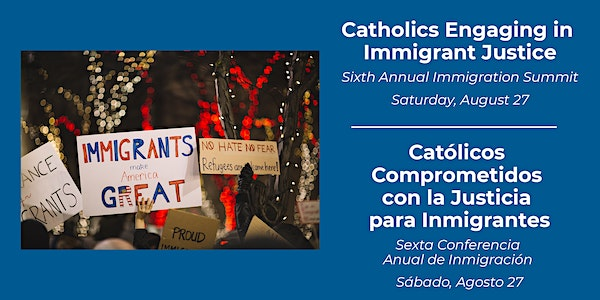 Catholics Engaging in
Immigrant Justice
Sixth Annual Immigration Summit
Saturday, August 27
Católicos
Comprometidos
con la Justicia
para Inmigrantes
Sexta Conferencia
Anual de Inmigración
Sábado, Agosto 27
ANCE
GRANTS
IMMIGRANTS
make
America
GREAT
NO HATE NO FEAR
Refugees are here!
PROUD